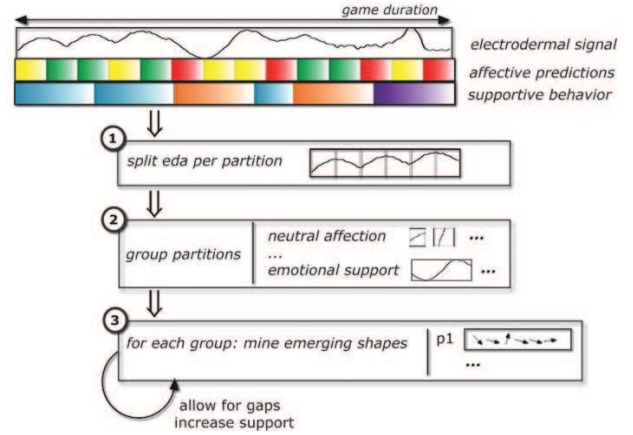 game duration
electrodermal signal
affective predictions
supportive behavior
1
split eda per partition
2
group partitions
neutral affection ...
...
emotional support ...
3
for each group: mine emerging shapes
p1
...
allow for gaps
increase support